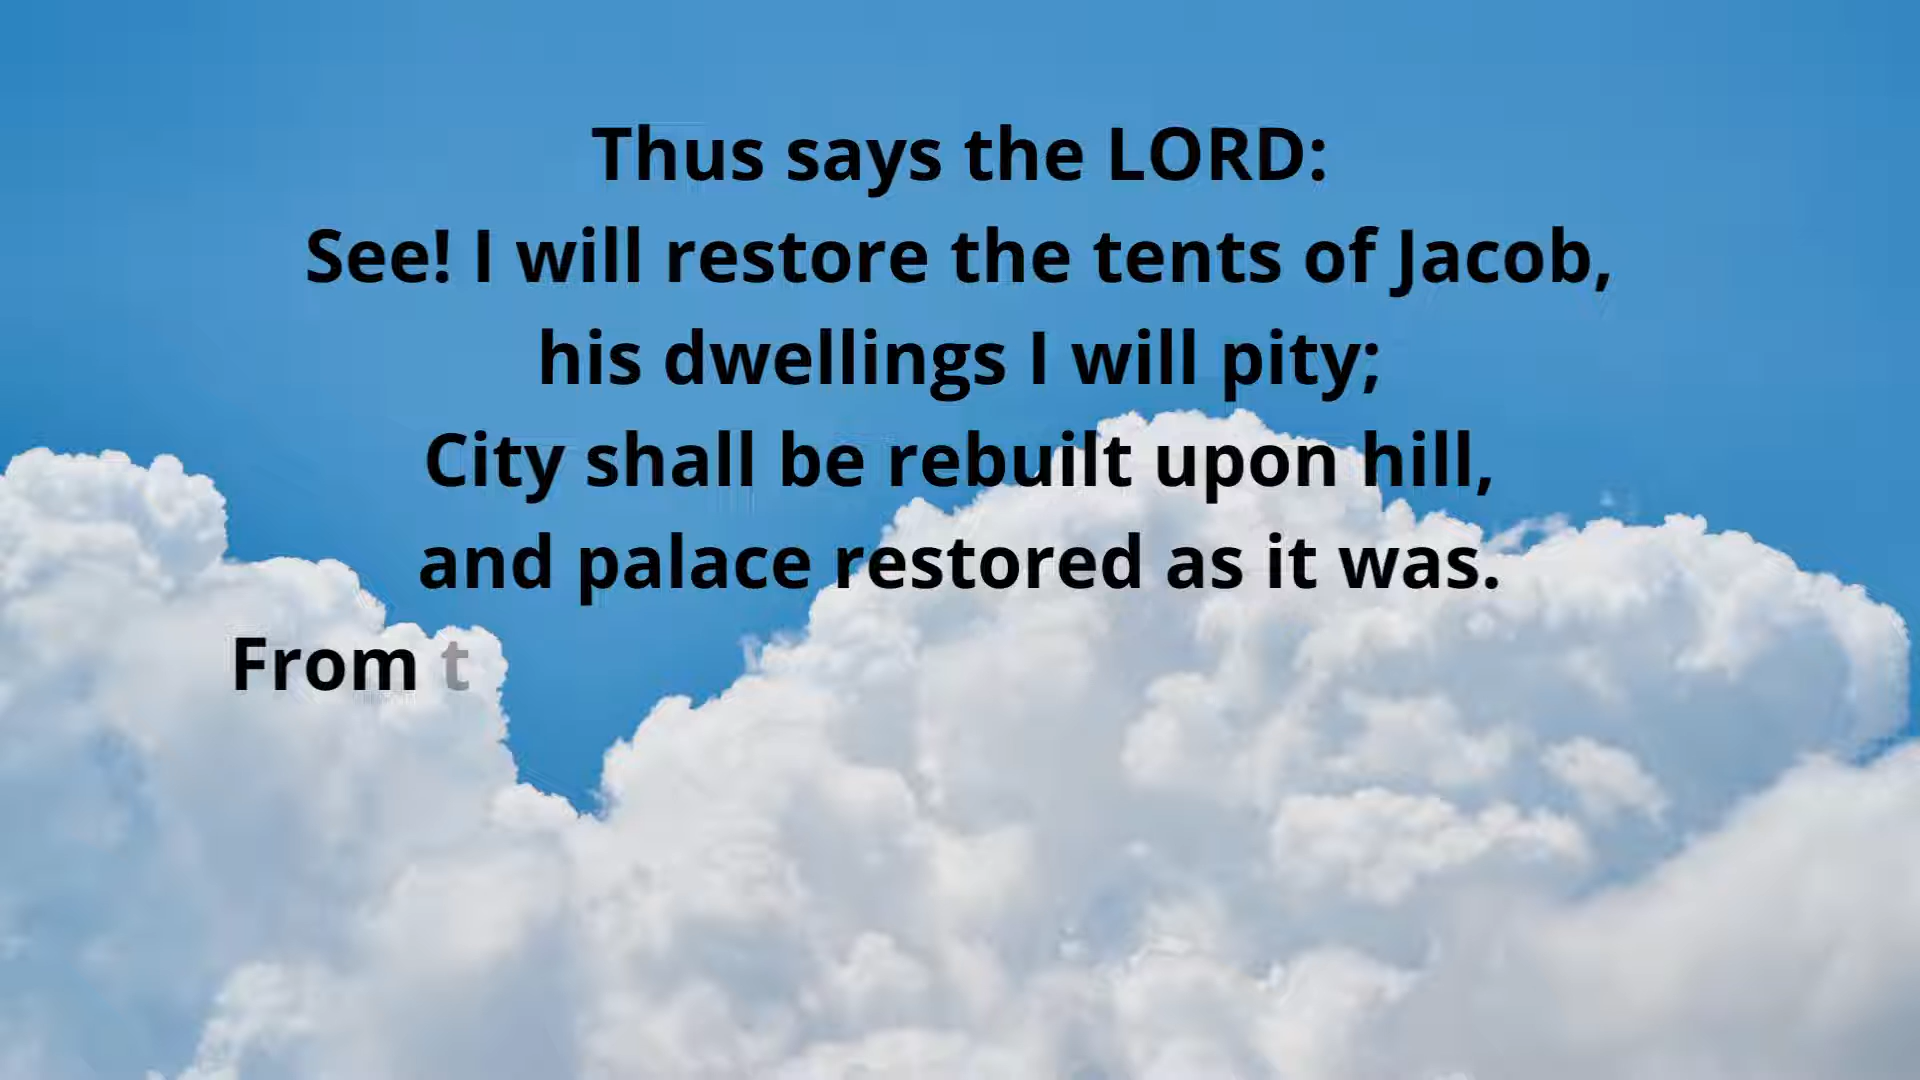 Thus says the LORD:
See! I will restore the tents of Jacob,
his dwellings I will pity;
City shall be rebuilt upon hill,
and palace restored as it was.
From t